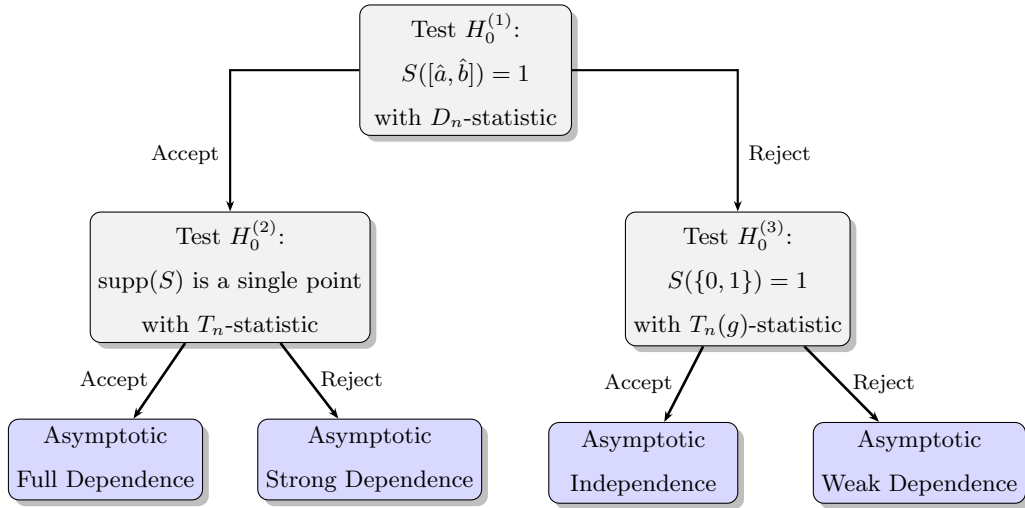 Test $H_0^{(1)}$:
$S([\hat{a}, \hat{b}]) = 1$
with $D_n$-statistic
Accept
Reject
Test $H_0^{(2)}$:
supp($S$) is a single point
with $T_n$-statistic
Test $H_0^{(3)}$:
$S(\{0, 1\}) = 1$
with $T_n(g)$-statistic
Accept
Reject
Accept
Reject
Asymptotic
Full Dependence
Asymptotic
Strong Dependence
Asymptotic
Independence
Asymptotic
Weak Dependence